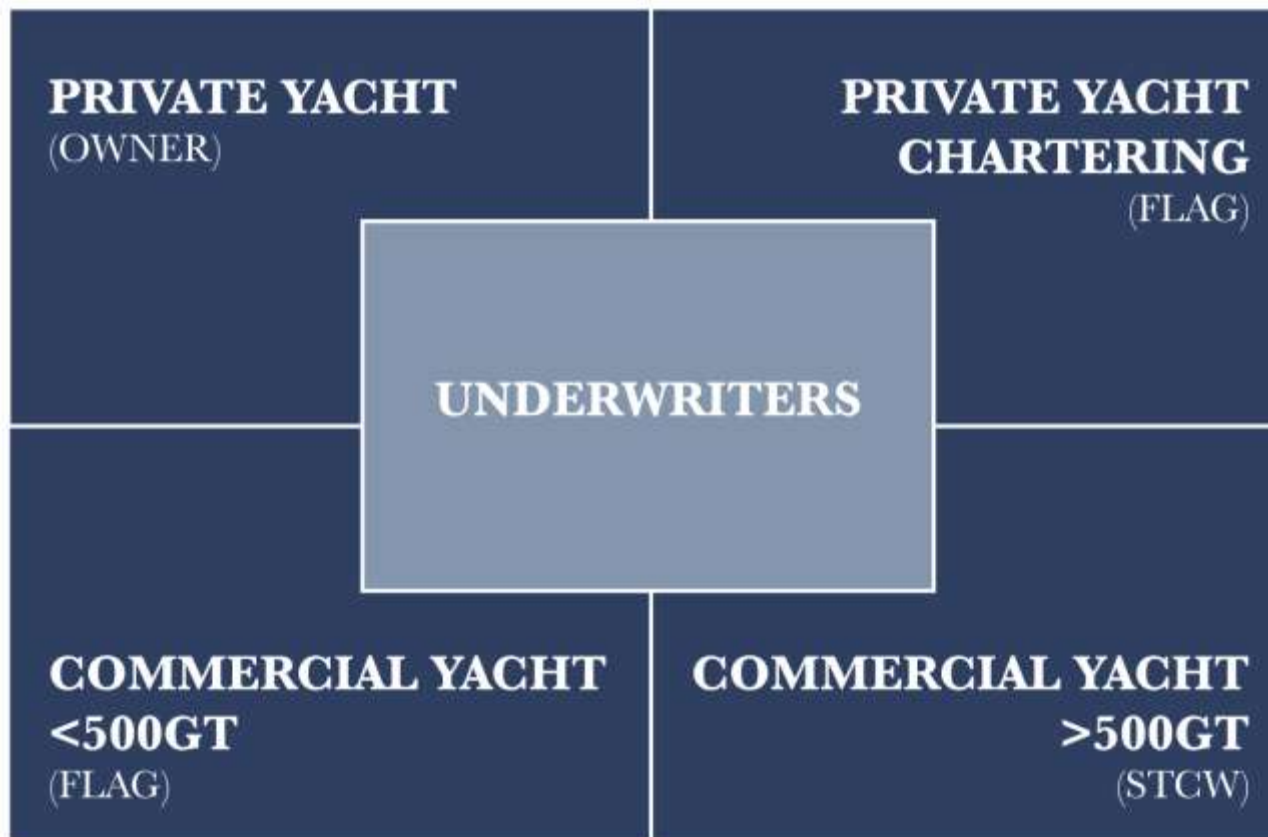 PRIVATE YACHT
(OWNER)
PRIVATE YACHT
CHARTERING
(FLAG)
UNDERWRITERS
COMMERCIAL YACHT
<500GT
(FLAG)
COMMERCIAL YACHT
>500GT
(STCW)